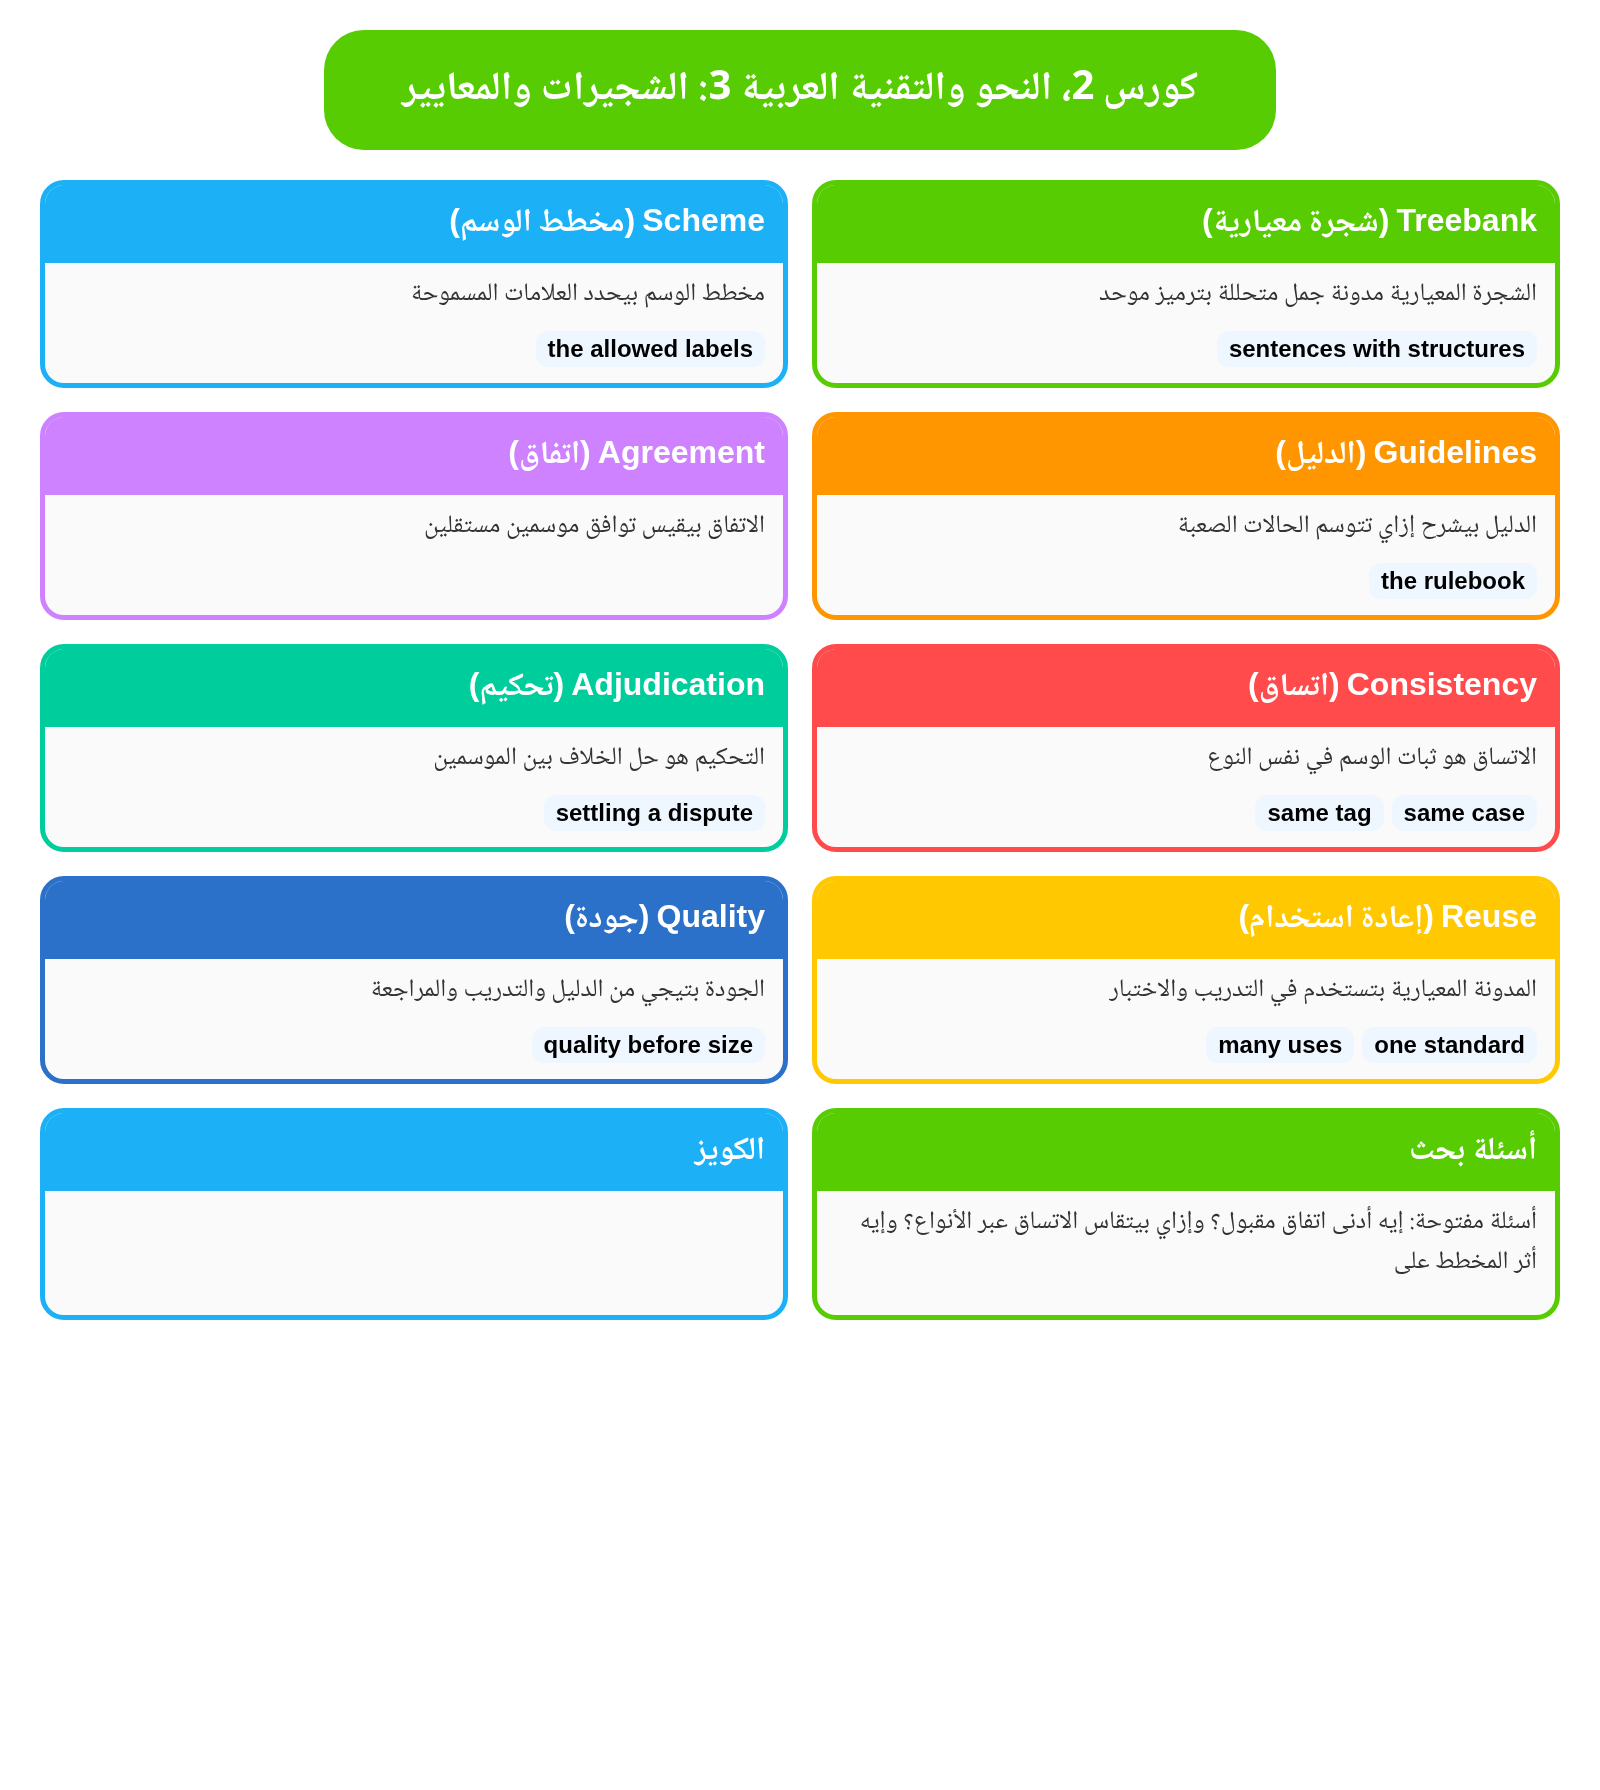 كورس 2، النحو والتقنية العربية 3: الشجيرات والمعايير
Treebank (شجرة معيارية)
الشجرة المعيارية مدونة جمل متحللة بترميز موحد
sentences with structures
Scheme (مخطط الوسم)
مخطط الوسم بيحدد العلامات المسموحة
the allowed labels
Guidelines (الدليل)
الدليل بيشرح إزاي تتوسم الحالات الصعبة
the rulebook
Agreement (اتفاق)
الاتفاق بيقيس توافق موسمين مستقلين
Consistency (اتساق)
الاتساق هو ثبات الوسم في نفس النوع
same case same tag
Adjudication (تحكيم)
التحكيم هو حل الخلاف بين الموسمين
settling a dispute
Reuse (إعادة استخدام)
المدونة المعيارية بتستخدم في التدريب والاختبار
one standard many uses
Quality (جودة)
الجودة بتيجي من الدليل والتدريب والمراجعة
quality before size
أسئلة بحث
أسئلة مفتوحة: إيه أدنى اتفاق مقبول؟ وإزاي بيتقاس الاتساق عبر الأنواع؟ وإيه
أثر المخطط على
الكويز